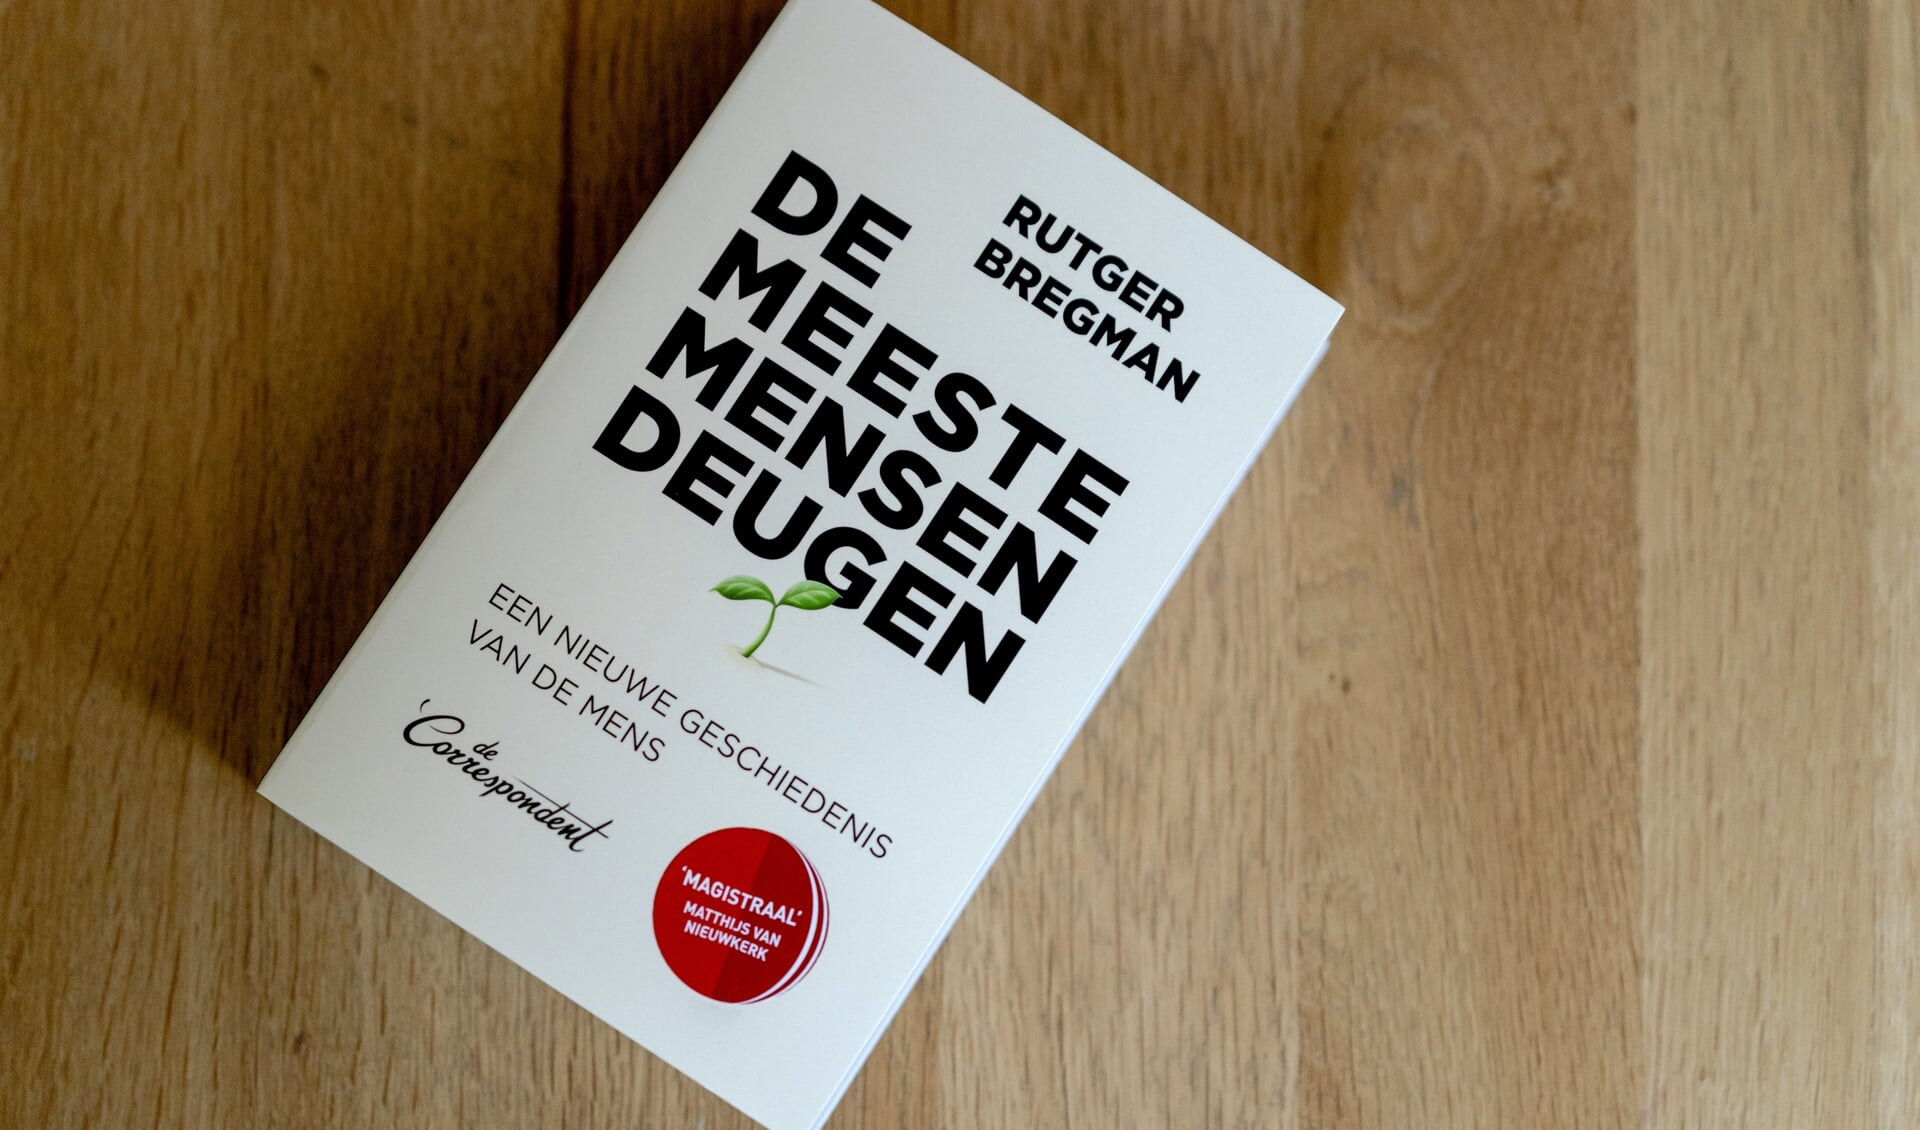 RUTGER
BREGMAN
DE
MEESTE
MENSEN
DEUGEN
EEN NIEUWE GESCHIEDENIS
VAN DE MENS
de
Correspondent
‘MAGISTRAAL’
MATTHIJS VAN
NIEUWKERK